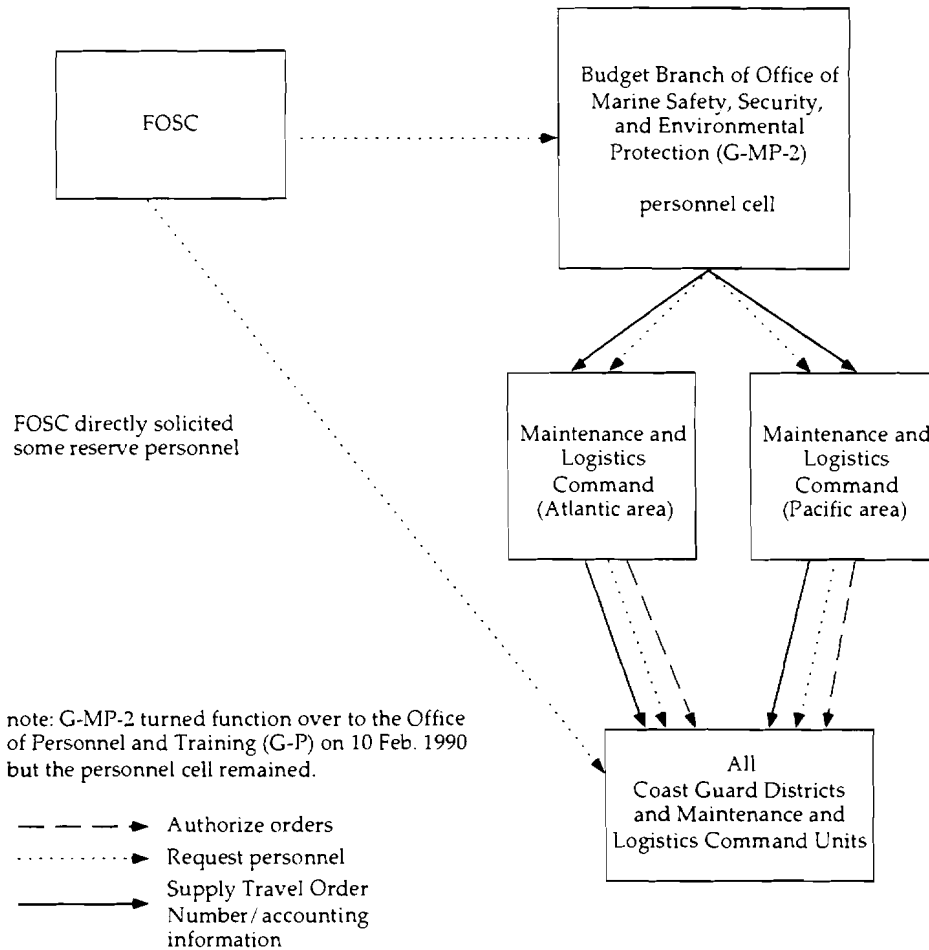 FOSC
Budget Branch of Office of
Marine Safety, Security,
and Environmental
Protection (G-MP-2)
personnel cell
Maintenance and
Logistics
Command
(Atlantic area)
Maintenance and
Logistics
Command
(Pacific area)
FOSC directly solicited
some reserve personnel
All
Coast Guard Districts
and Maintenance and
Logistics Command Units
note: G-MP-2 turned function over to the Office
of Personnel and Training (G-P) on 10 Feb. 1990
but the personnel cell remained.
Authorize orders
Request personnel
Supply Travel Order
Number/accounting
information